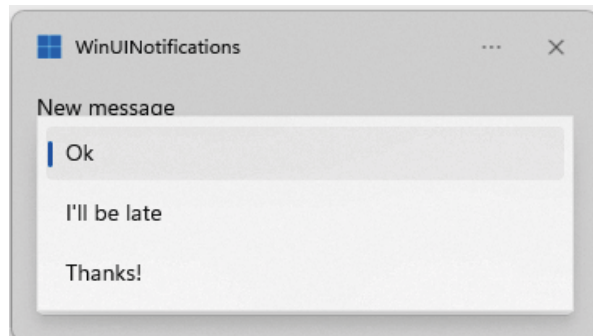 WinUINotifications
New message
Ok
I'll be late
Thanks!